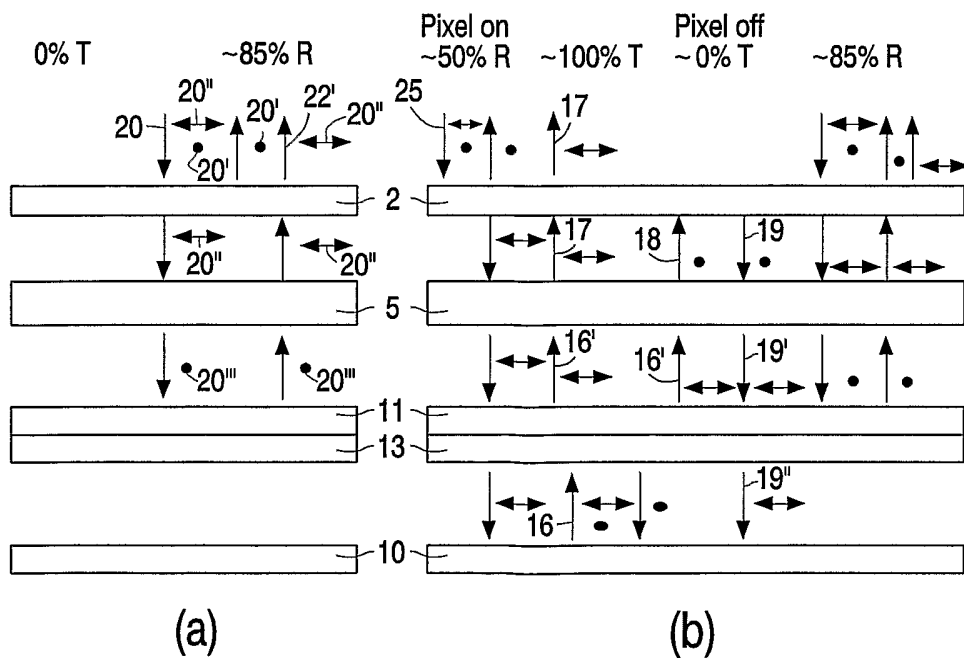 Pixel on Pixel off
0% T ~85% R ~50% R ~100% T ~0% T ~85% R
20" 20' 22' 20" 25 17
20
20'
2
20" 20" 17 18 19
5
20''' 20''' 16' 16' 19'
11
13
16 19"
10
(a) (b)